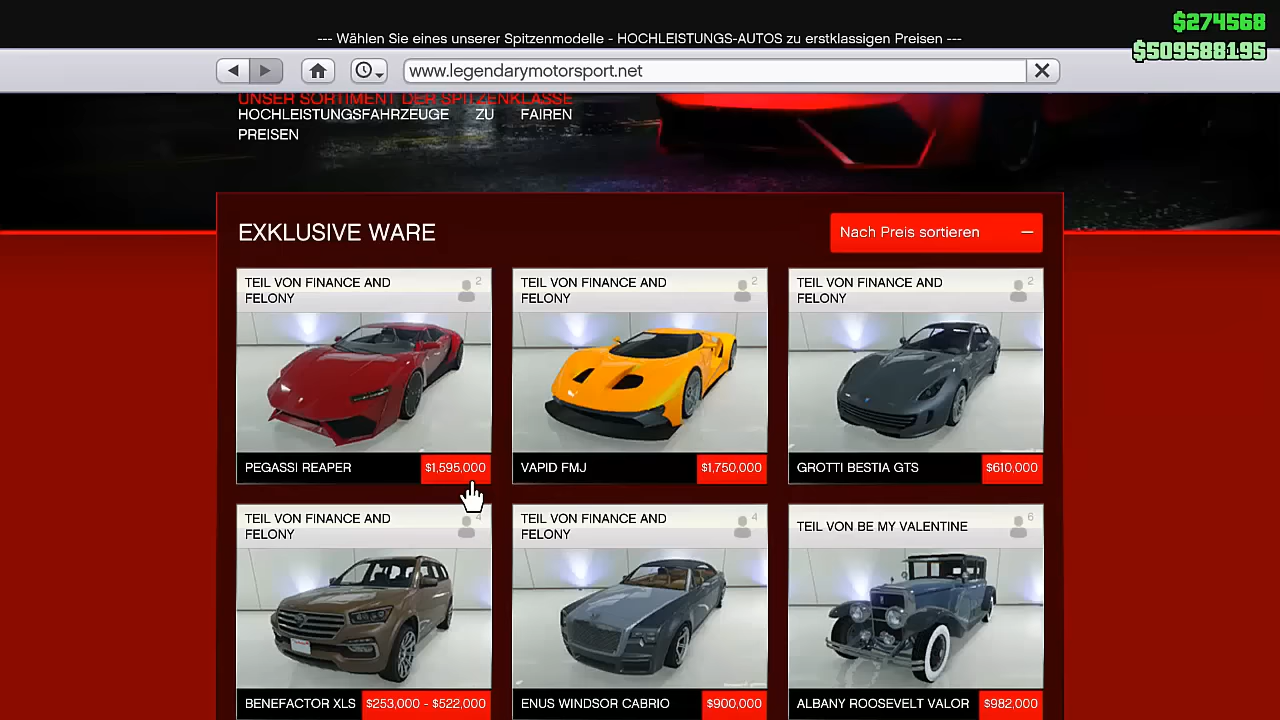 $274568
--- Wählen Sie eines unserer Spitzenmodelle - HOCHLEISTUNGS-AUTOS zu erstklassigen Preisen ---
$509588195
www.legendarymotorsport.net
UNSER SORTIMENT DER SPITZENKLASSE
HOCHLEISTUNGSFAHRZEUGE ZU FAIREN
PREISEN
EXKLUSIVE WARE
Nach Preis sortieren
TEIL VON FINANCE AND
FELONY
2
PEGASSI REAPER
$1,595,000
TEIL VON FINANCE AND
FELONY
2
VAPID FMJ
$1,750,000
TEIL VON FINANCE AND
FELONY
2
GROTTI BESTIA GTS
$610,000
TEIL VON FINANCE AND
FELONY
4
BENEFACTOR XLS
$253,000 - $522,000
TEIL VON FINANCE AND
FELONY
4
ENUS WINDSOR CABRIO
$900,000
TEIL VON BE MY VALENTINE
6
ALBANY ROOSEVELT VALOR
$982,000